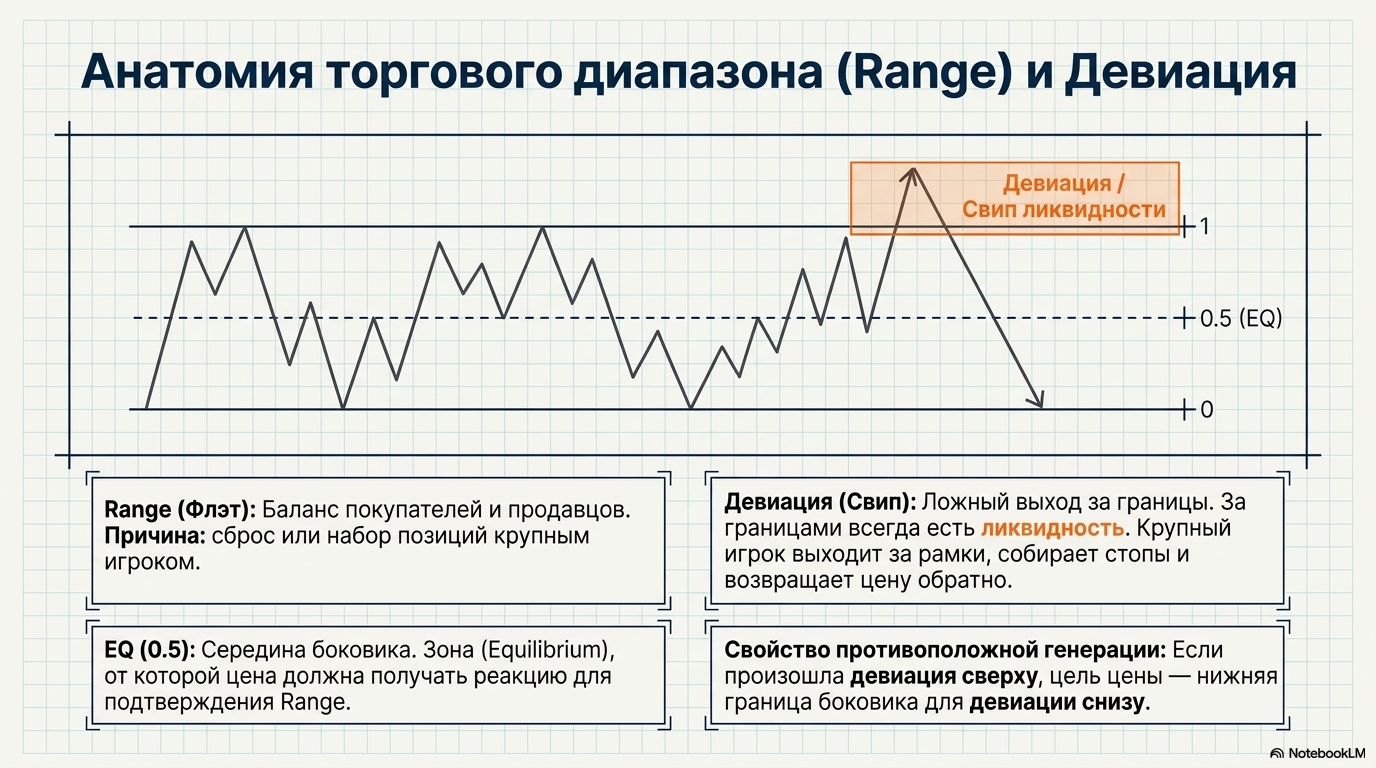 Анатомия торгового диапазона (Range) и Девиация
Девиация /
Свип ликвидности
1
0.5 (EQ)
0
Range (Флэт): Баланс покупателей и продавцов.
Причина: сброс или набор позиций крупным
игроком.
Девиация (Свип): Ложный выход за границы. За
границами всегда есть ликвидность. Крупный
игрок выходит за рамки, собирает стопы и
возвращает цену обратно.
EQ (0.5): Середина боковика. Зона (Equilibrium),
от которой цена должна получать реакцию для
подтверждения Range.
Свойство противоположной генерации: Если
произошла девиация сверху, цель цены — нижняя
граница боковика для девиации снизу.
NotebookLM